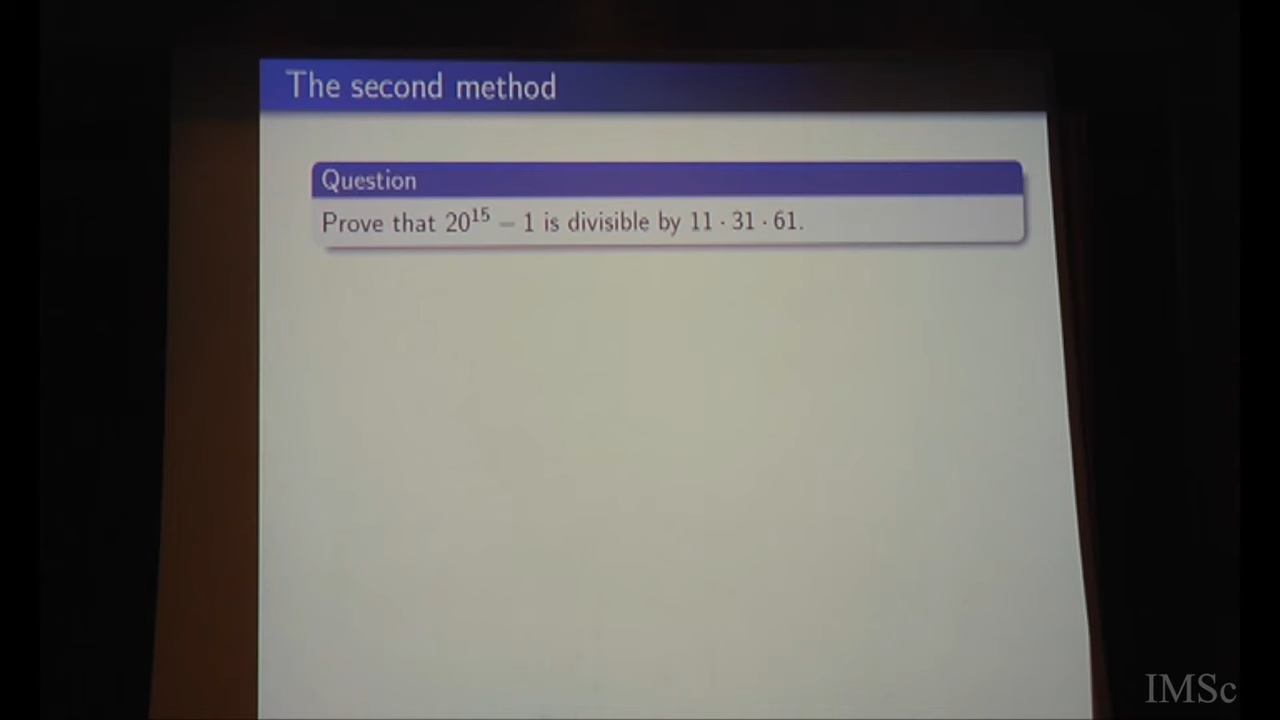 The second method
Question
Prove that 20¹⁵ − 1 is divisible by 11 · 31 · 61.
IMSc